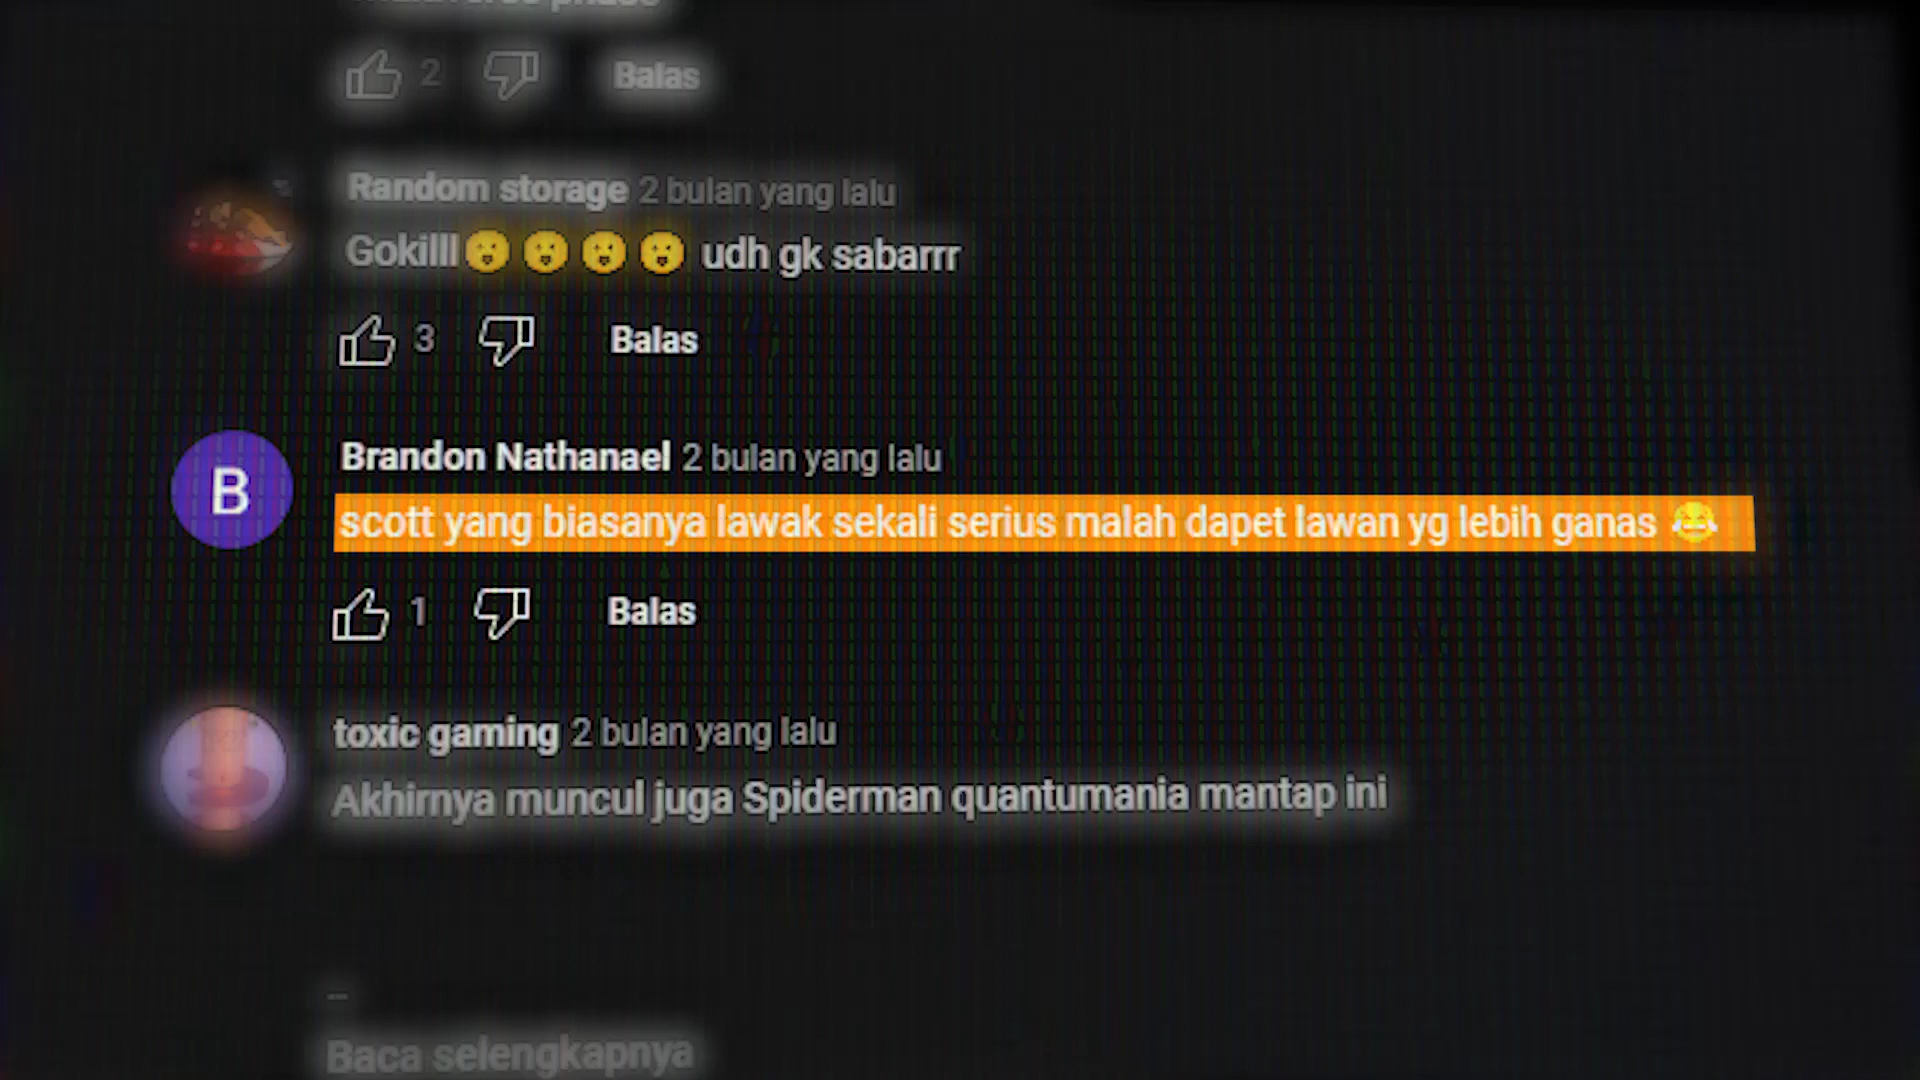 2 Balas
Random storage 2 bulan yang lalu
Gokilll😮😮😮😮 udh gk sabarrr
3 Balas
B
Brandon Nathanael 2 bulan yang lalu
scott yang biasanya lawak sekali serius malah dapet lawan yg lebih ganas 😂
1 Balas
toxic gaming 2 bulan yang lalu
Akhirnya muncul juga Spiderman quantumania mantap ini
Baca selengkapnya